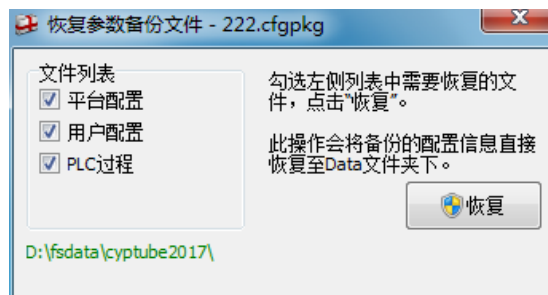 恢复参数备份文件 - 222.cfgpkg
文件列表
平台配置
用户配置
PLC过程
勾选左侧列表中需要恢复的文
件，点击“恢复”。
此操作会将备份的配置信息直接
恢复至Data文件夹下。
恢复
D:\fsdata\cyptube2017\